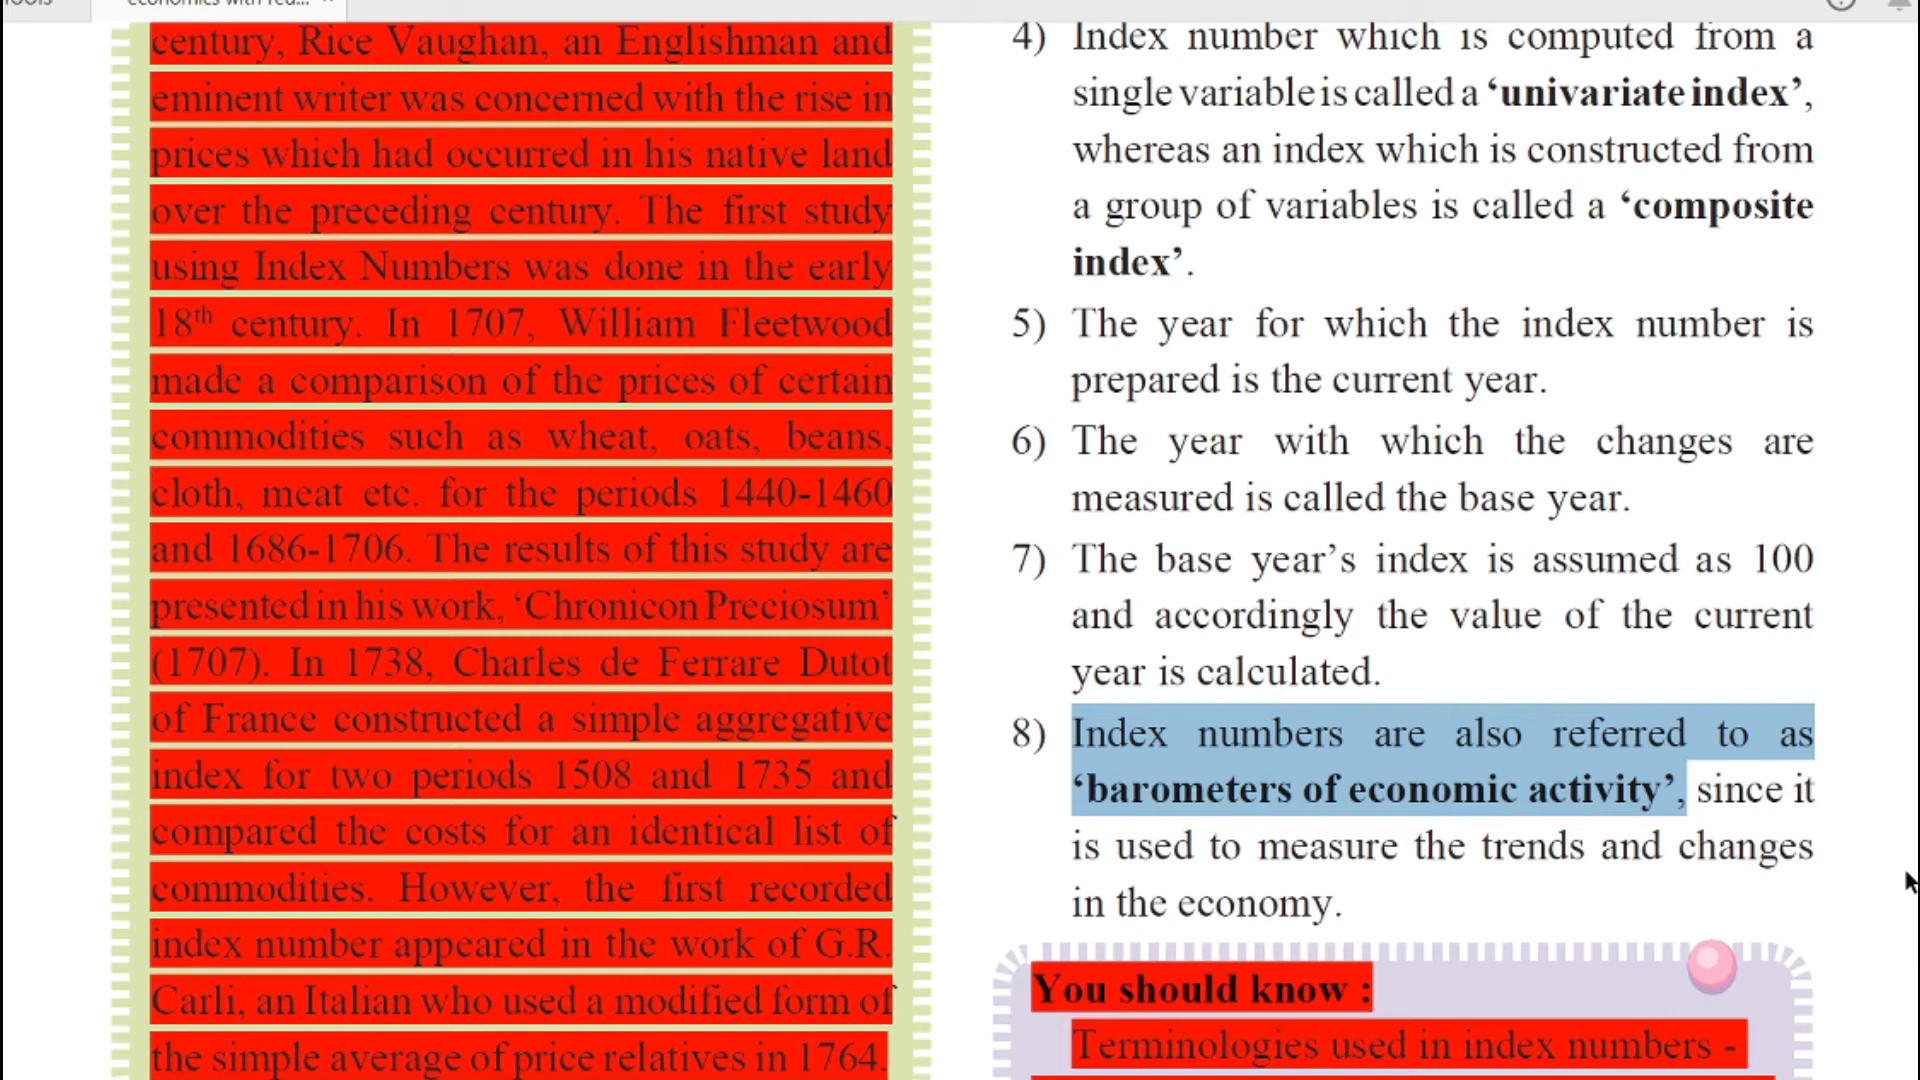 economics with red...
century, Rice Vaughan, an Englishman and
eminent writer was concerned with the rise in
prices which had occurred in his native land
over the preceding century. The first study
using Index Numbers was done in the early
18th century. In 1707, William Fleetwood
made a comparison of the prices of certain
commodities such as wheat, oats, beans,
cloth, meat etc. for the periods 1440-1460
and 1686-1706. The results of this study are
presented in his work, ‘Chronicon Preciosum’
(1707). In 1738, Charles de Ferrare Dutot
of France constructed a simple aggregative
index for two periods 1508 and 1735 and
compared the costs for an identical list of
commodities. However, the first recorded
index number appeared in the work of G.R.
Carli, an Italian who used a modified form of
the simple average of price relatives in 1764.
4) Index number which is computed from a
single variable is called a ‘univariate index’,
whereas an index which is constructed from
a group of variables is called a ‘composite
index’.
5) The year for which the index number is
prepared is the current year.
6) The year with which the changes are
measured is called the base year.
7) The base year’s index is assumed as 100
and accordingly the value of the current
year is calculated.
8) Index numbers are also referred to as
‘barometers of economic activity’, since it
is used to measure the trends and changes
in the economy.
You should know :
Terminologies used in index numbers -